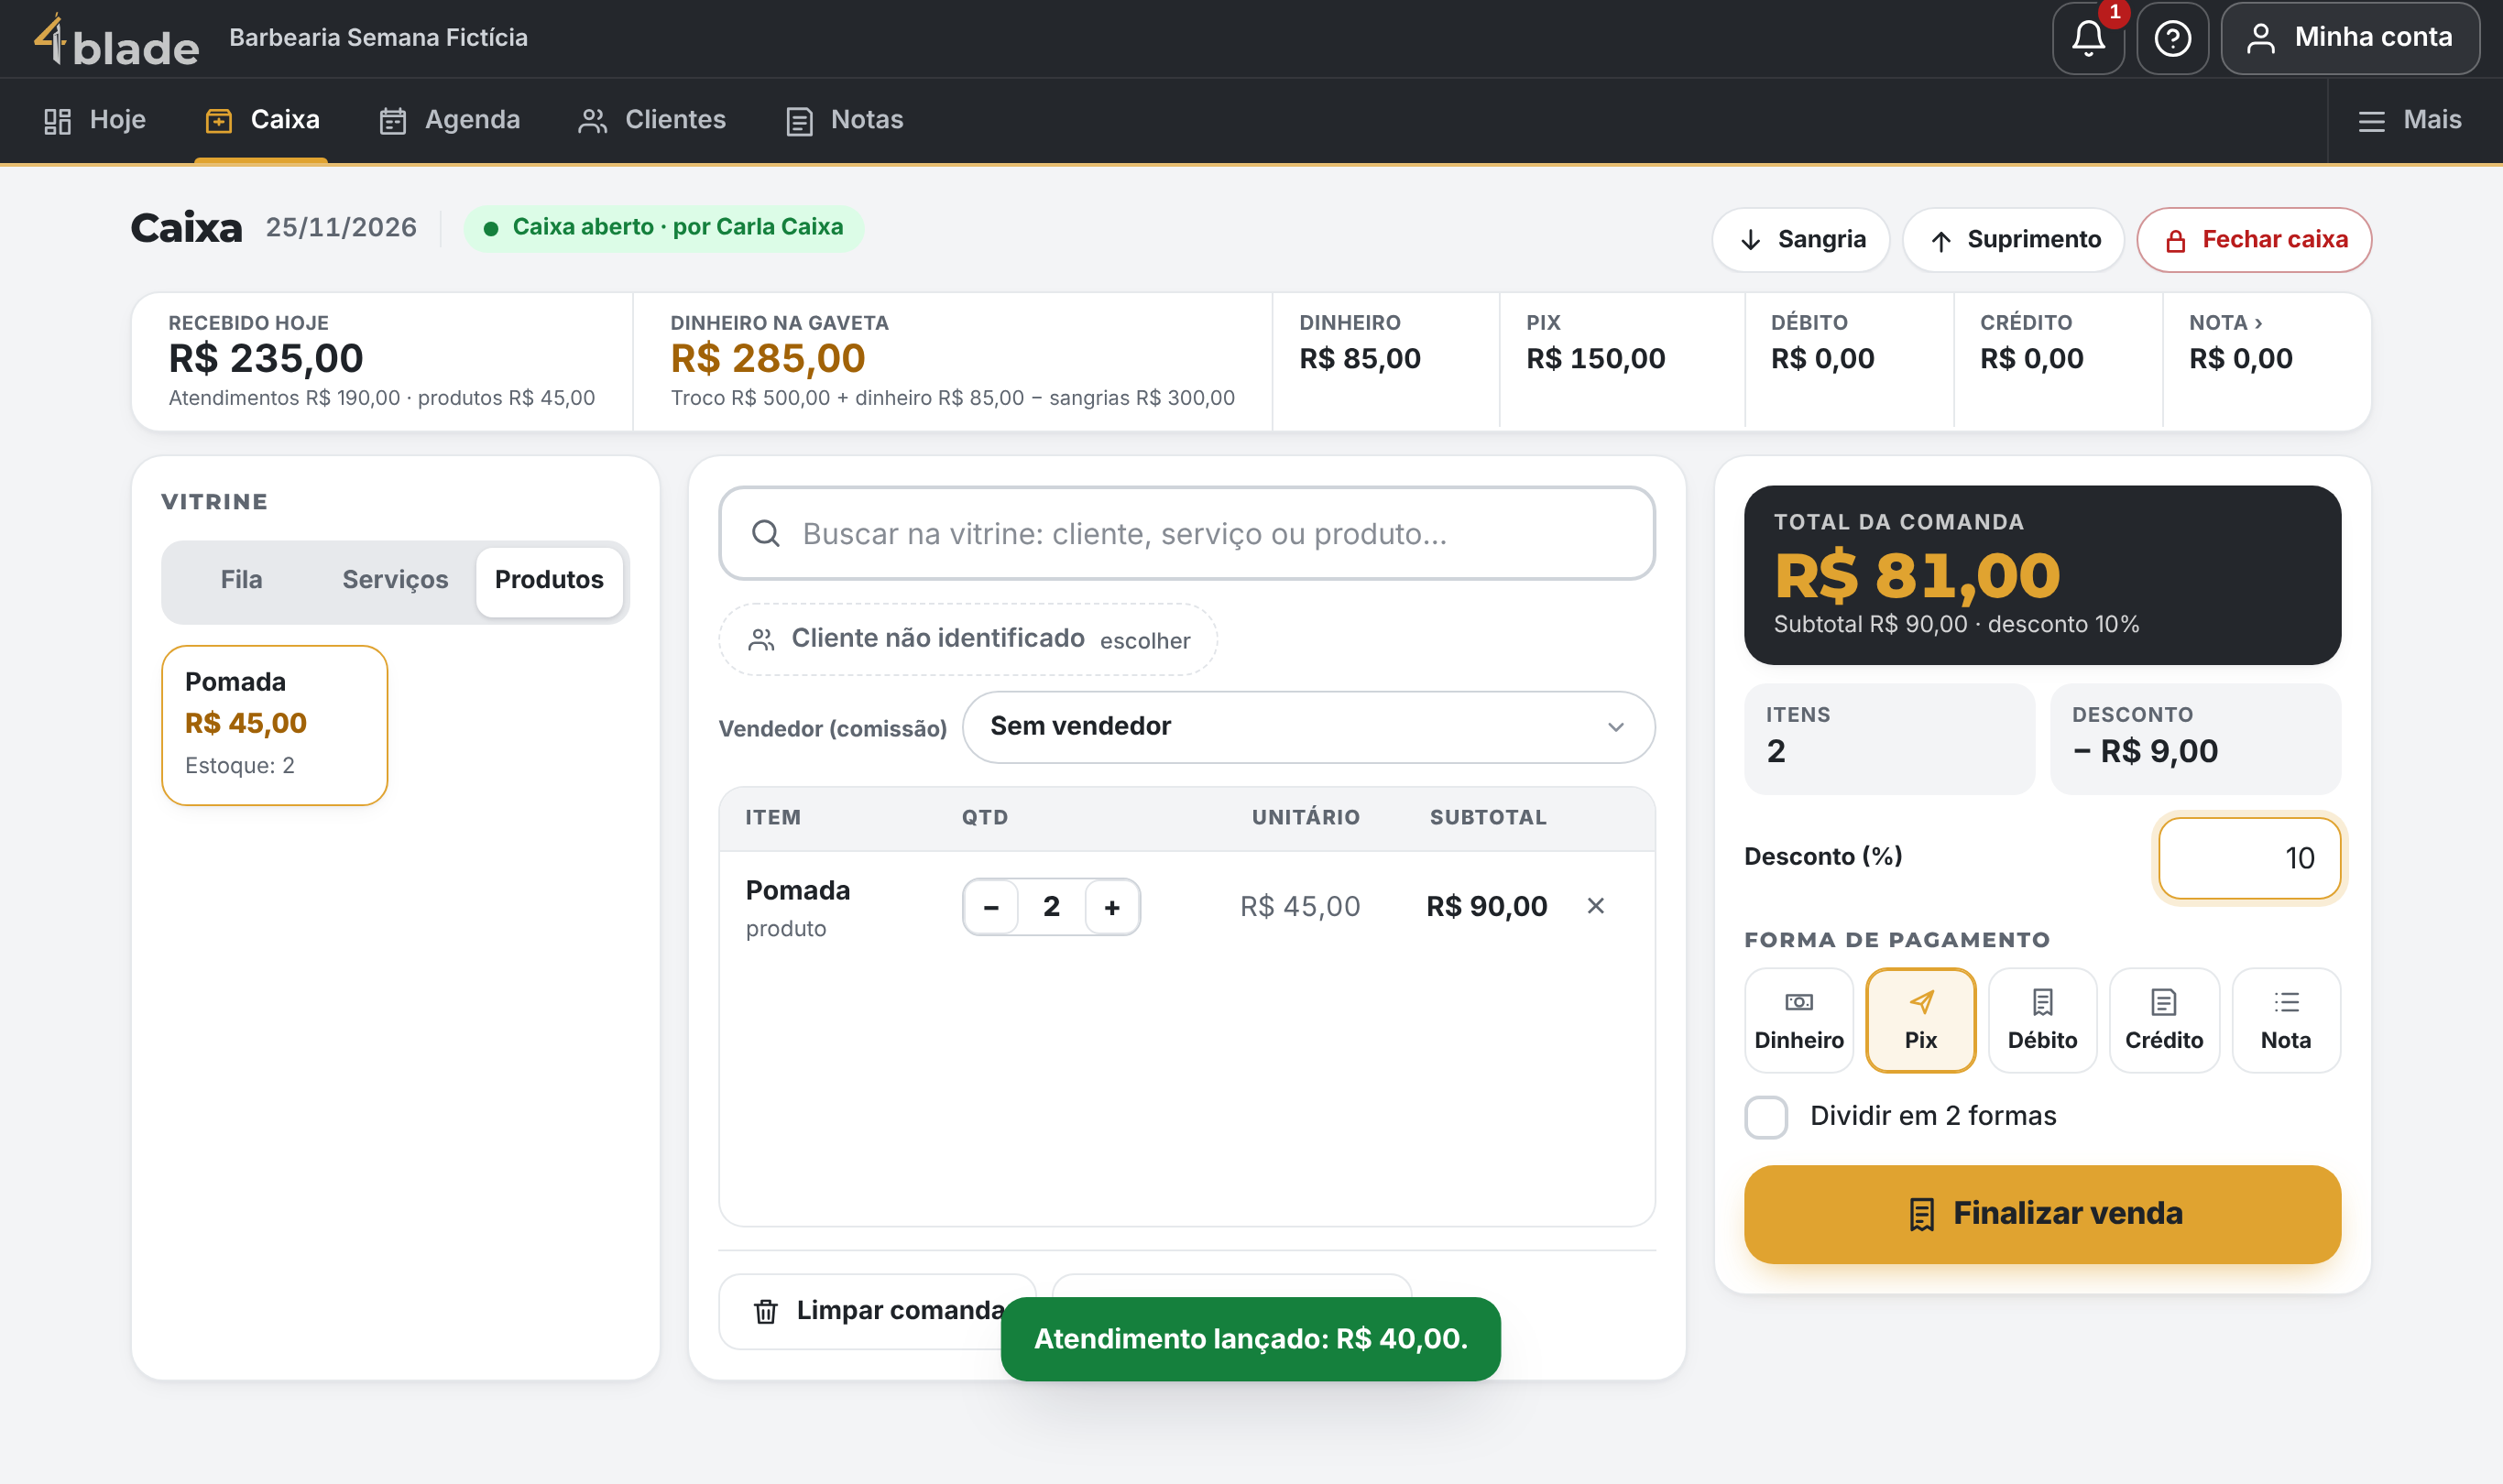 4blade
Barbearia Semana Fictícia
1
Minha conta
Hoje
Caixa
Agenda
Clientes
Notas
Mais
Caixa
25/11/2026
Caixa aberto · por Carla Caixa
Sangria
Suprimento
Fechar caixa
RECEBIDO HOJE
R$ 235,00
Atendimentos R$ 190,00 · produtos R$ 45,00
DINHEIRO NA GAVETA
R$ 285,00
Troco R$ 500,00 + dinheiro R$ 85,00 − sangrias R$ 300,00
DINHEIRO
R$ 85,00
PIX
R$ 150,00
DÉBITO
R$ 0,00
CRÉDITO
R$ 0,00
NOTA ›
R$ 0,00
VITRINE
Fila
Serviços
Produtos
Pomada
R$ 45,00
Estoque: 2
Buscar na vitrine: cliente, serviço ou produto...
Cliente não identificado escolher
Vendedor (comissão)
Sem vendedor
ITEM QTD UNITÁRIO SUBTOTAL
Pomada
produto
− 2 +
R$ 45,00
R$ 90,00
×
Limpar comanda
Atendimento lançado: R$ 40,00.
TOTAL DA COMANDA
R$ 81,00
Subtotal R$ 90,00 · desconto 10%
ITENS
2
DESCONTO
− R$ 9,00
Desconto (%)
10
FORMA DE PAGAMENTO
Dinheiro
Pix
Débito
Crédito
Nota
Dividir em 2 formas
Finalizar venda